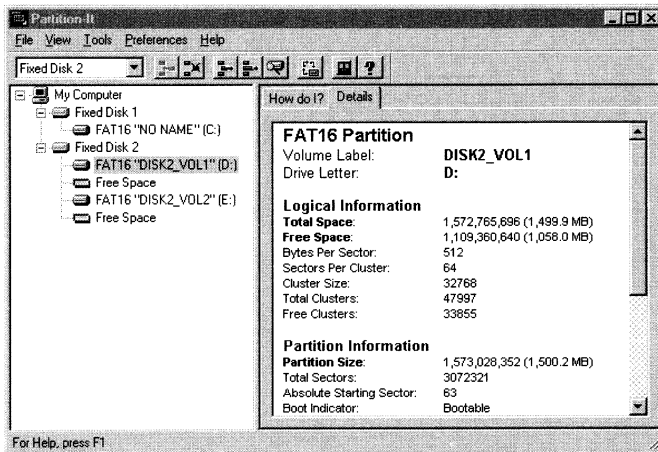 Partition-It
File View Tools Preferences Help
Fixed Disk 2
My Computer
Fixed Disk 1
FAT16 "NO NAME" (C:)
Fixed Disk 2
FAT16 "DISK2_VOL1" (D:)
Free Space
FAT16 "DISK2_VOL2" (E:)
Free Space
How do I? Details
FAT16 Partition
Volume Label: DISK2_VOL1
Drive Letter: D:
Logical Information
Total Space: 1,572,765,696 (1,499.9 MB)
Free Space: 1,109,360,640 (1,058.0 MB)
Bytes Per Sector: 512
Sectors Per Cluster: 64
Cluster Size: 32768
Total Clusters: 47997
Free Clusters: 33855
Partition Information
Partition Size: 1,573,028,352 (1,500.2 MB)
Total Sectors: 3072321
Absolute Starting Sector: 63
Boot Indicator: Bootable
For Help, press F1